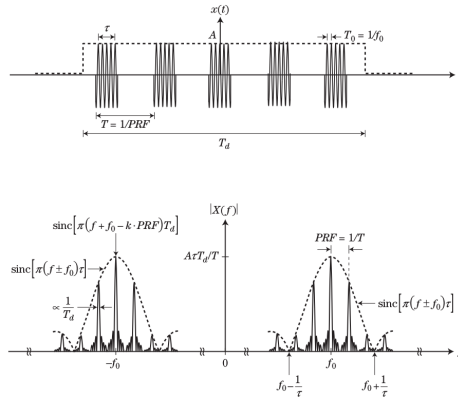 x(t)
τ
A
T₀ = 1/f₀
T = 1/PRF
T_d
|X(f)|
sinc[π(f + f₀ – k · PRF)T_d]
AτT_d/T
PRF = 1/T
sinc[π(f ± f₀)τ]
sinc[π(f ± f₀)τ]
∝ 1/T_d
–f₀
0
f₀
f₀ – 1/τ
f₀ + 1/τ